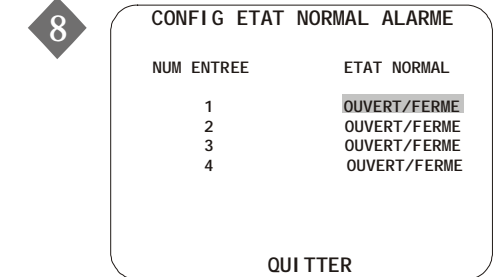 8
CONFIG ETAT NORMAL ALARME
NUM ENTREE ETAT NORMAL
1 OUVERT/FERME
2 OUVERT/FERME
3 OUVERT/FERME
4 OUVERT/FERME
QUITTER